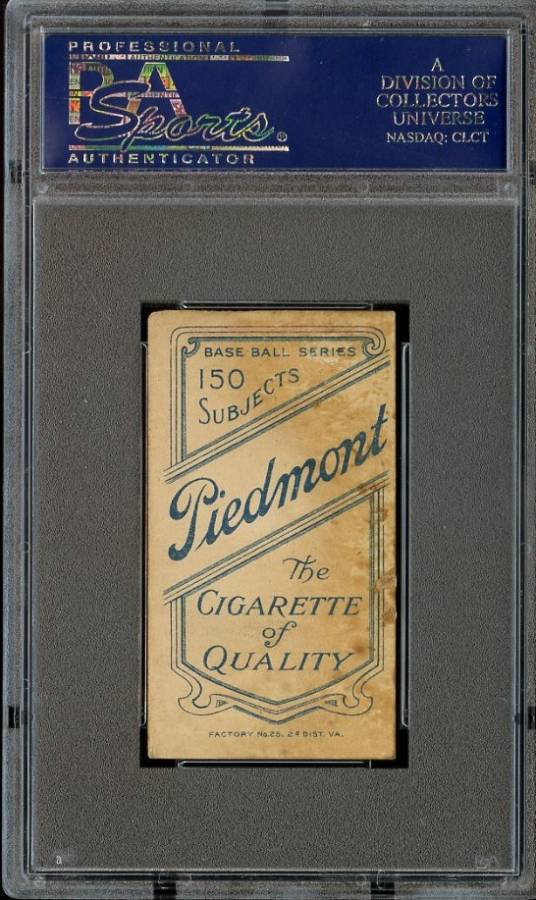 PROFESSIONAL
PSA
Sports®
AUTHENTICATOR
A
DIVISION OF
COLLECTORS
UNIVERSE
NASDAQ: CLCT
BASE BALL SERIES
150
SUBJECTS
Piedmont
The
CIGARETTE
of
QUALITY
FACTORY No. 25, 2D DIST. VA.
a